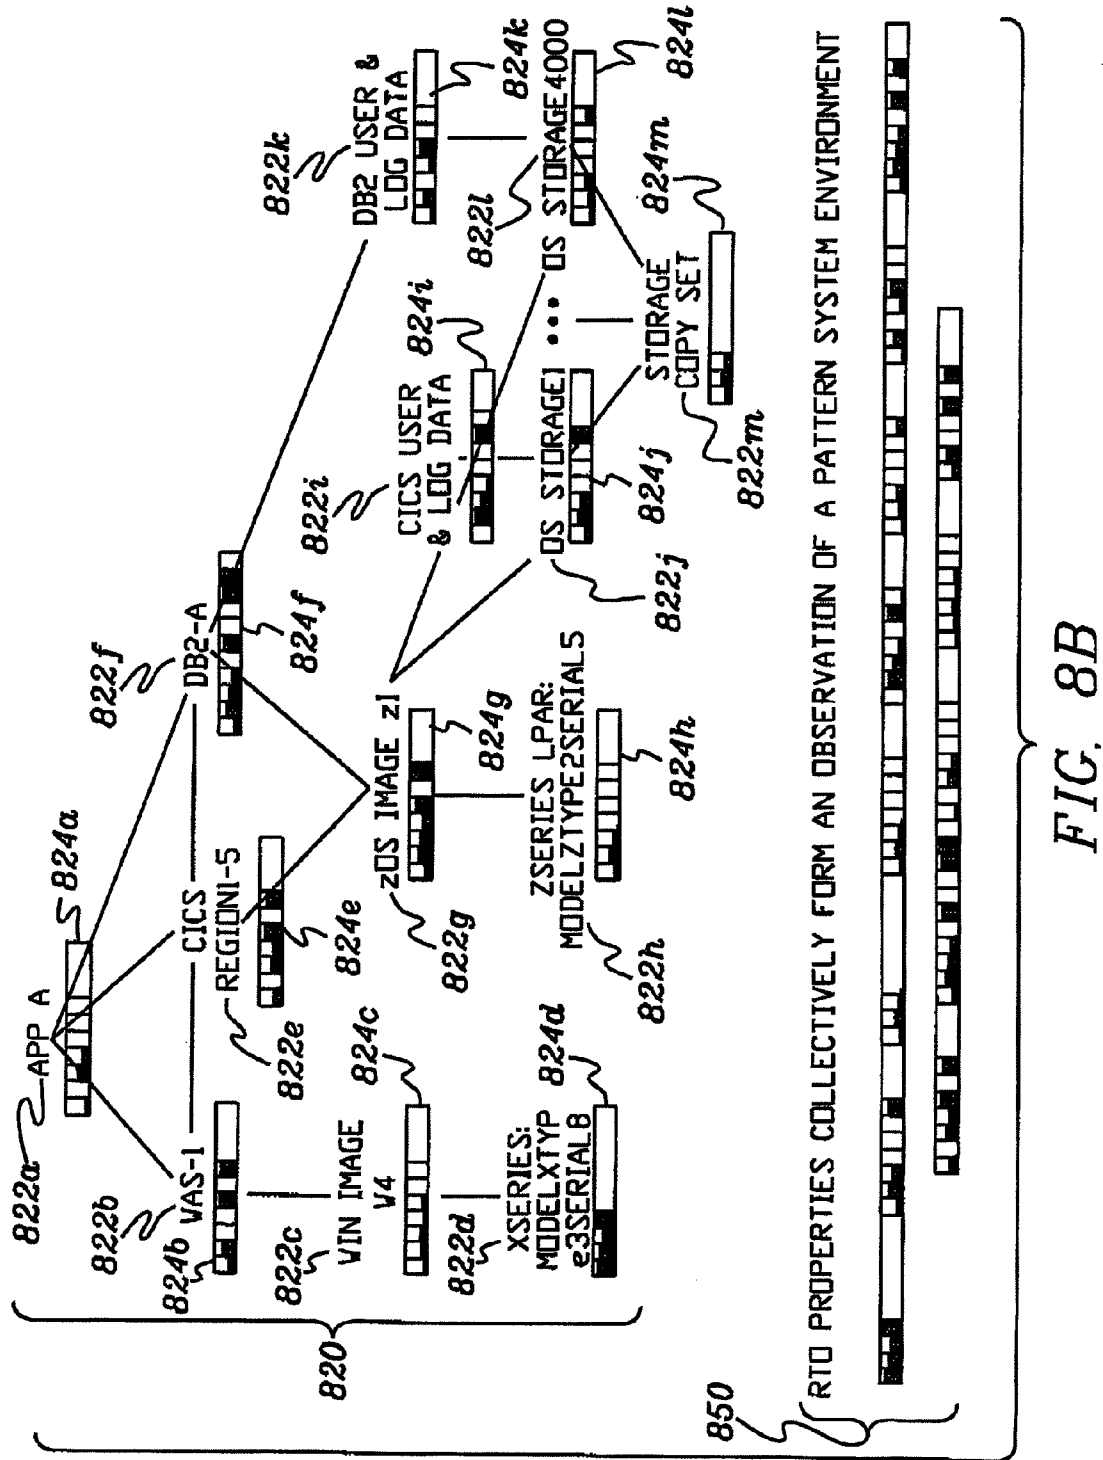 822a
APP A
824a
822b
WAS-1
824b
822c
WIN IMAGE
W4
824c
822d
XSERIES:
MODELXTYP
e3SERIAL8
824d
CICS
REGION1-5
822e
824e
822f
DB2-A
824f
zOS IMAGE z1
822g
824g
ZSERIES LPAR:
MODELZTYPE2SERIAL5
822h
824h
822i
CICS USER
& LOG DATA
824i
OS STORAGE1
822j
824j
...
822k
DB2 USER &
LOG DATA
824k
OS STORAGE4000
822l
824l
STORAGE
COPY SET
822m
824m
820
850
RTO PROPERTIES COLLECTIVELY FORM AN OBSERVATION OF A PATTERN SYSTEM ENVIRONMENT
FIG. 8B